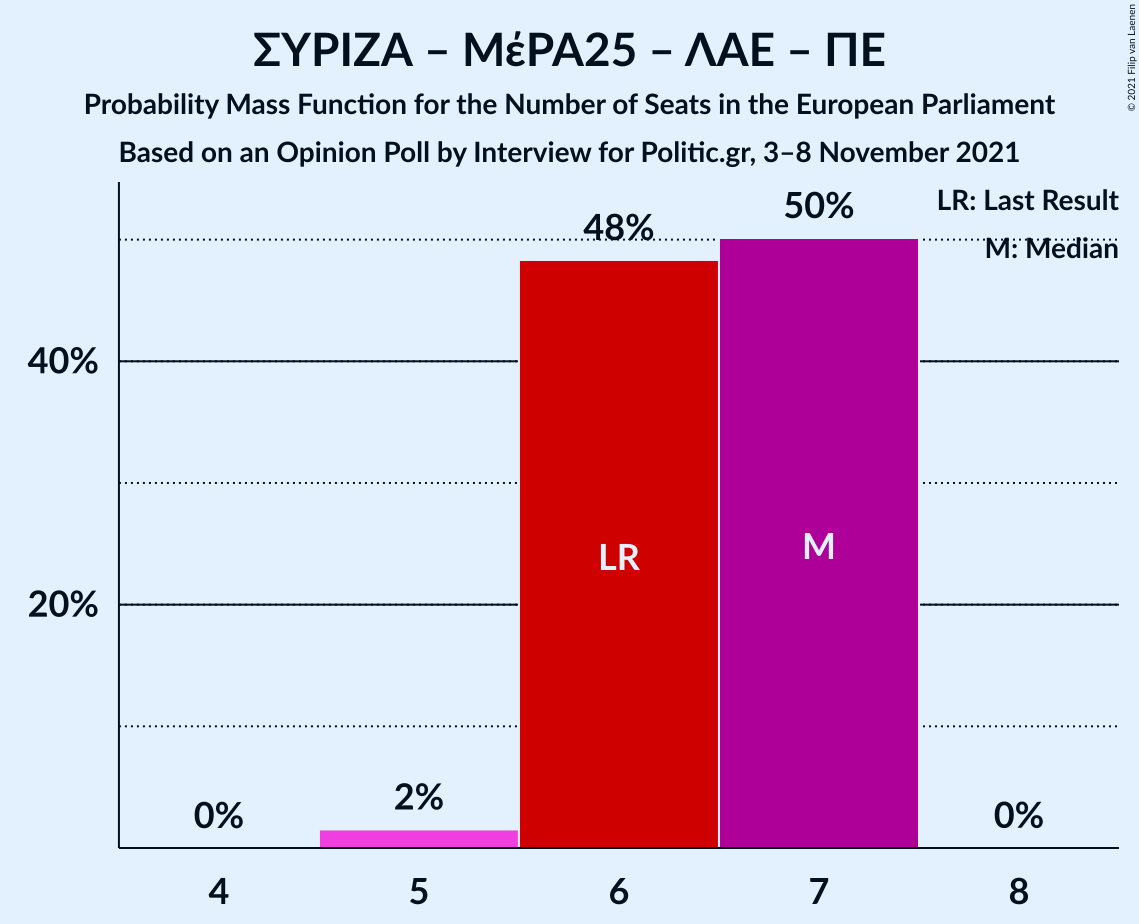 ΣΥΡΙΖΑ – ΜέΡΑ25 – ΛΑΕ – ΠΕ
Probability Mass Function for the Number of Seats in the European Parliament
Based on an Opinion Poll by Interview for Politic.gr, 3–8 November 2021
© 2021 Filip van Laenen
LR: Last Result
M: Median
50%
48%
40%
LR
M
20%
2%
0%
0%
4 5 6 7 8